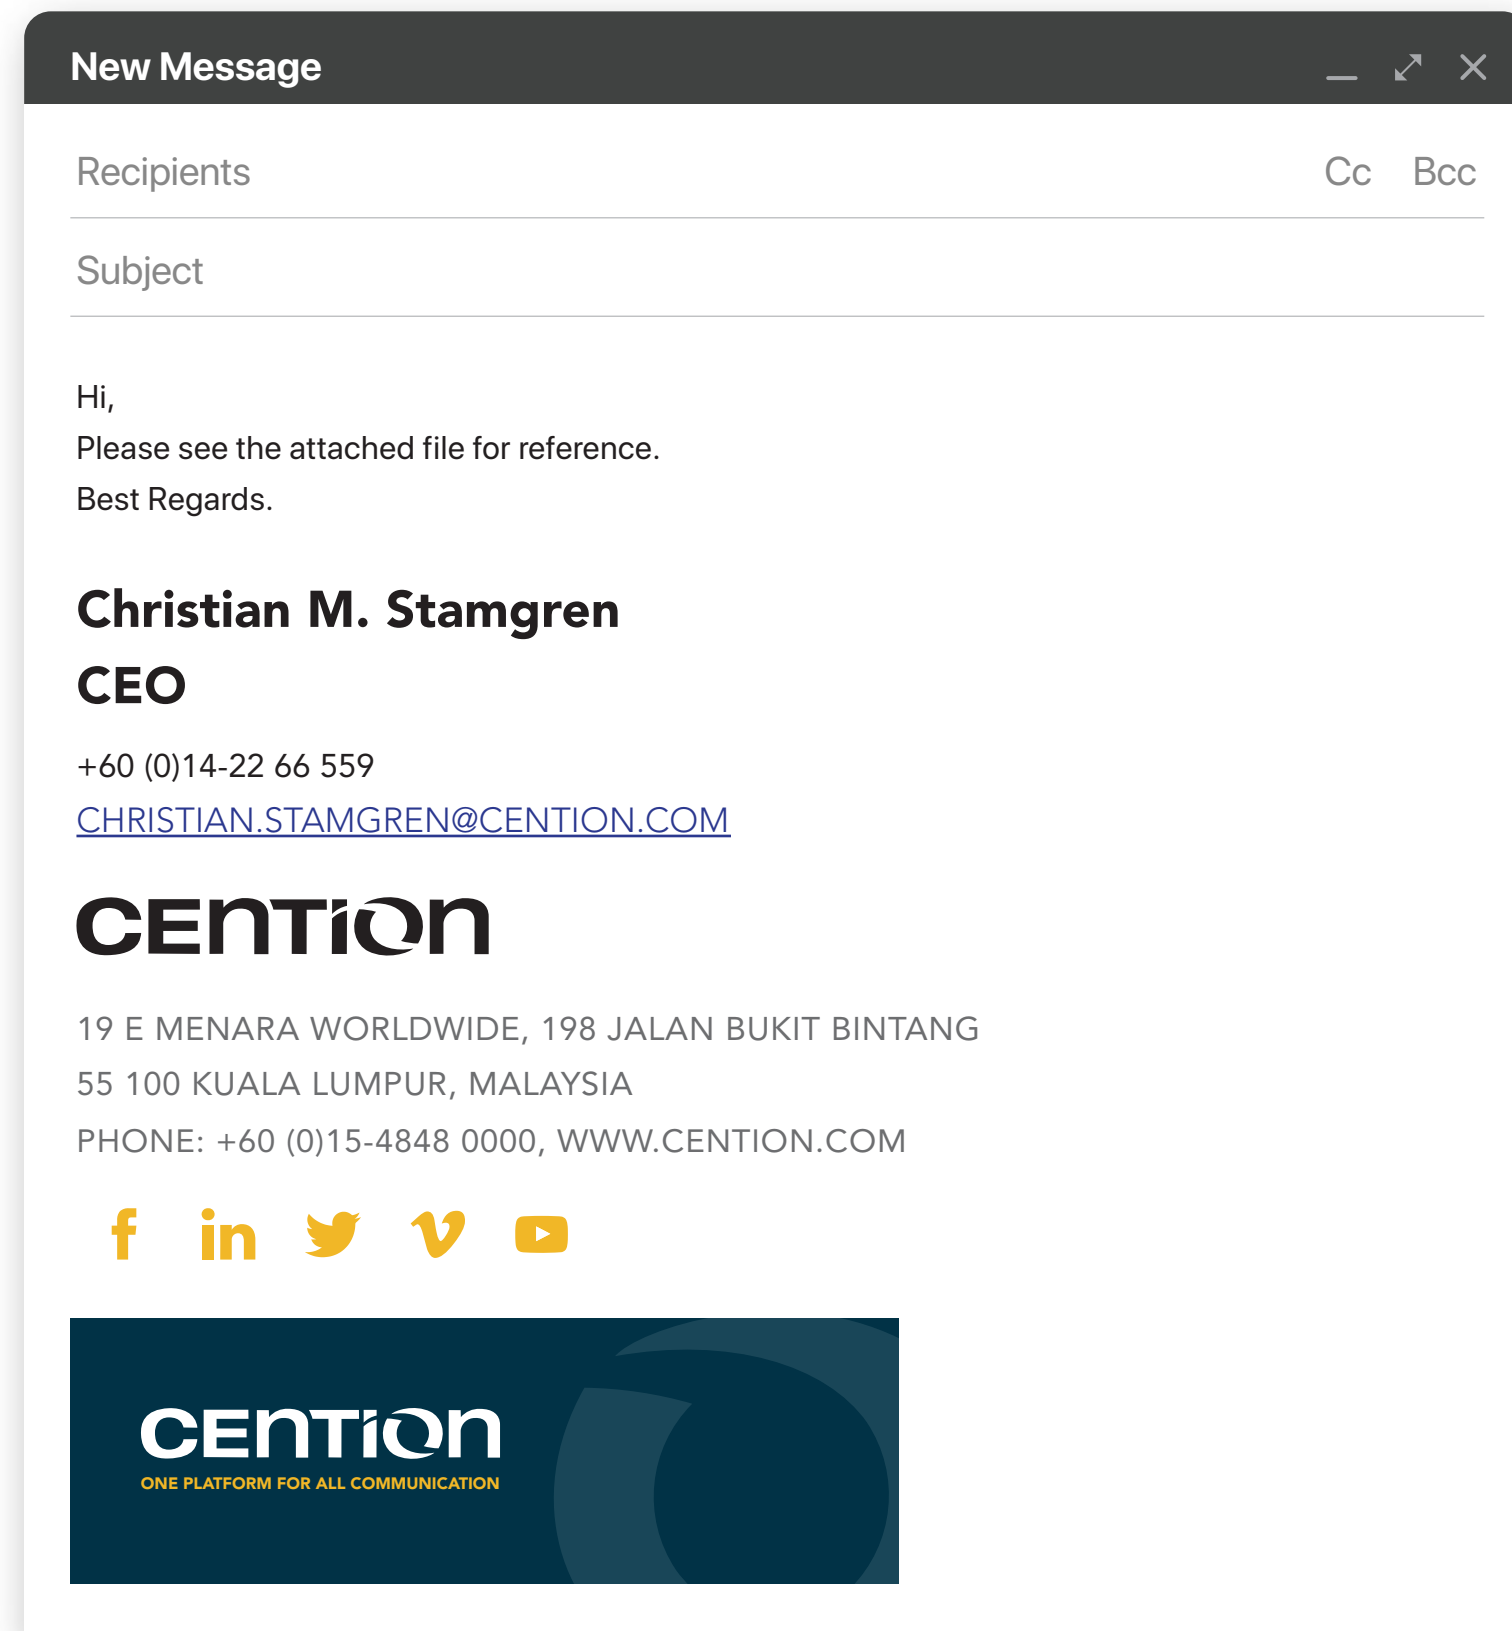 New Message
Recipients Cc Bcc
Subject
Hi,
Please see the attached file for reference.
Best Regards.
Christian M. Stamgren
CEO
+60 (0)14-22 66 559
CHRISTIAN.STAMGREN@CENTION.COM
CENTION
19 E MENARA WORLDWIDE, 198 JALAN BUKIT BINTANG
55 100 KUALA LUMPUR, MALAYSIA
PHONE: +60 (0)15-4848 0000, WWW.CENTION.COM
CENTION
ONE PLATFORM FOR ALL COMMUNICATION